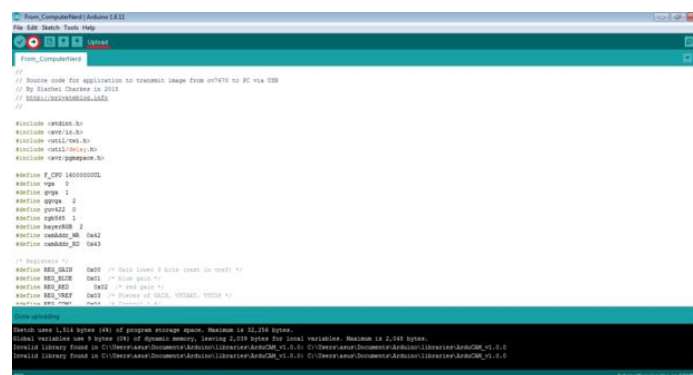 From_ComputerNerd | Arduino 1.8.11
File Edit Sketch Tools Help
Upload
From_ComputerNerd
//
// Source code for application to transmit image from ov7670 to PC via USB
// By Siarhei Charkes in 2015
// http://privateblog.info
//
#include <stdint.h>
#include <avr/io.h>
#include <util/twi.h>
#include <util/delay.h>
#include <avr/pgmspace.h>
#define F_CPU 16000000UL
#define vga 0
#define qvga 1
#define qqvga 2
#define yuv422 0
#define rgb565 1
#define bayerRGB 2
#define camAddr_WR 0x42
#define camAddr_RD 0x43
/* Registers */
#define REG_GAIN 0x00 /* Gain lower 8 bits (rest in vref) */
#define REG_BLUE 0x01 /* blue gain */
#define REG_RED 0x02 /* red gain */
#define REG_VREF 0x03 /* Pieces of GAIN, VSTART, VSTOP */
#define REG_COM1 0x04 /* Control 1 */
Done uploading.
Sketch uses 1,514 bytes (4%) of program storage space. Maximum is 32,256 bytes.
Global variables use 9 bytes (0%) of dynamic memory, leaving 2,039 bytes for local variables. Maximum is 2,048 bytes.
Invalid library found in C:\Users\asus\Documents\Arduino\libraries\ArduCAM_v1.0.0: C:\Users\asus\Documents\Arduino\libraries\ArduCAM_v1.0.0
Invalid library found in C:\Users\asus\Documents\Arduino\libraries\ArduCAM_v1.0.0: C:\Users\asus\Documents\Arduino\libraries\ArduCAM_v1.0.0